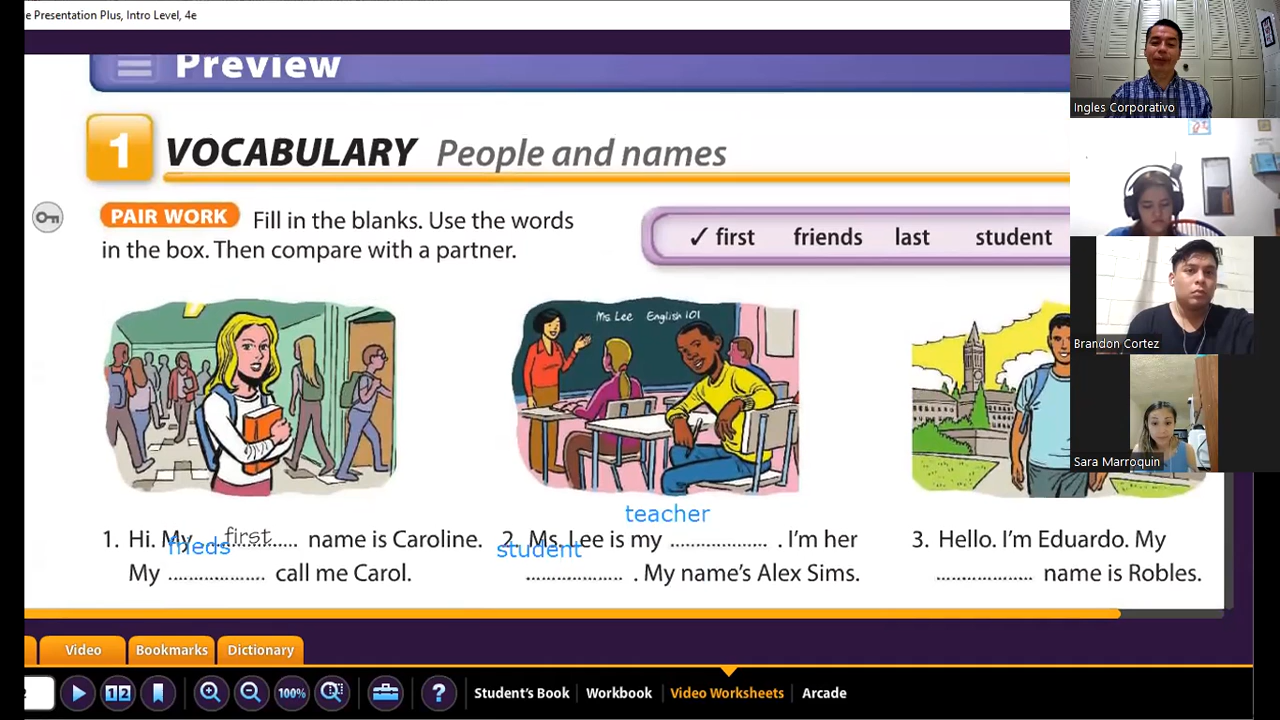 e Presentation Plus, Intro Level, 4e
Preview
1 VOCABULARY People and names
PAIR WORK Fill in the blanks. Use the words
in the box. Then compare with a partner.
✓ first friends last student
Ms. Lee English 101
teacher
1. Hi. My first name is Caroline.
frieds
My .................. call me Carol.
2. Ms. Lee is my .................. . I'm her
student
.................. . My name's Alex Sims.
3. Hello. I'm Eduardo. My
.................. name is Robles.
Video Bookmarks Dictionary
2 1 2 100% ? Student's Book Workbook Video Worksheets Arcade
Ingles Corporativo
Brandon Cortez
Sara Marroquin